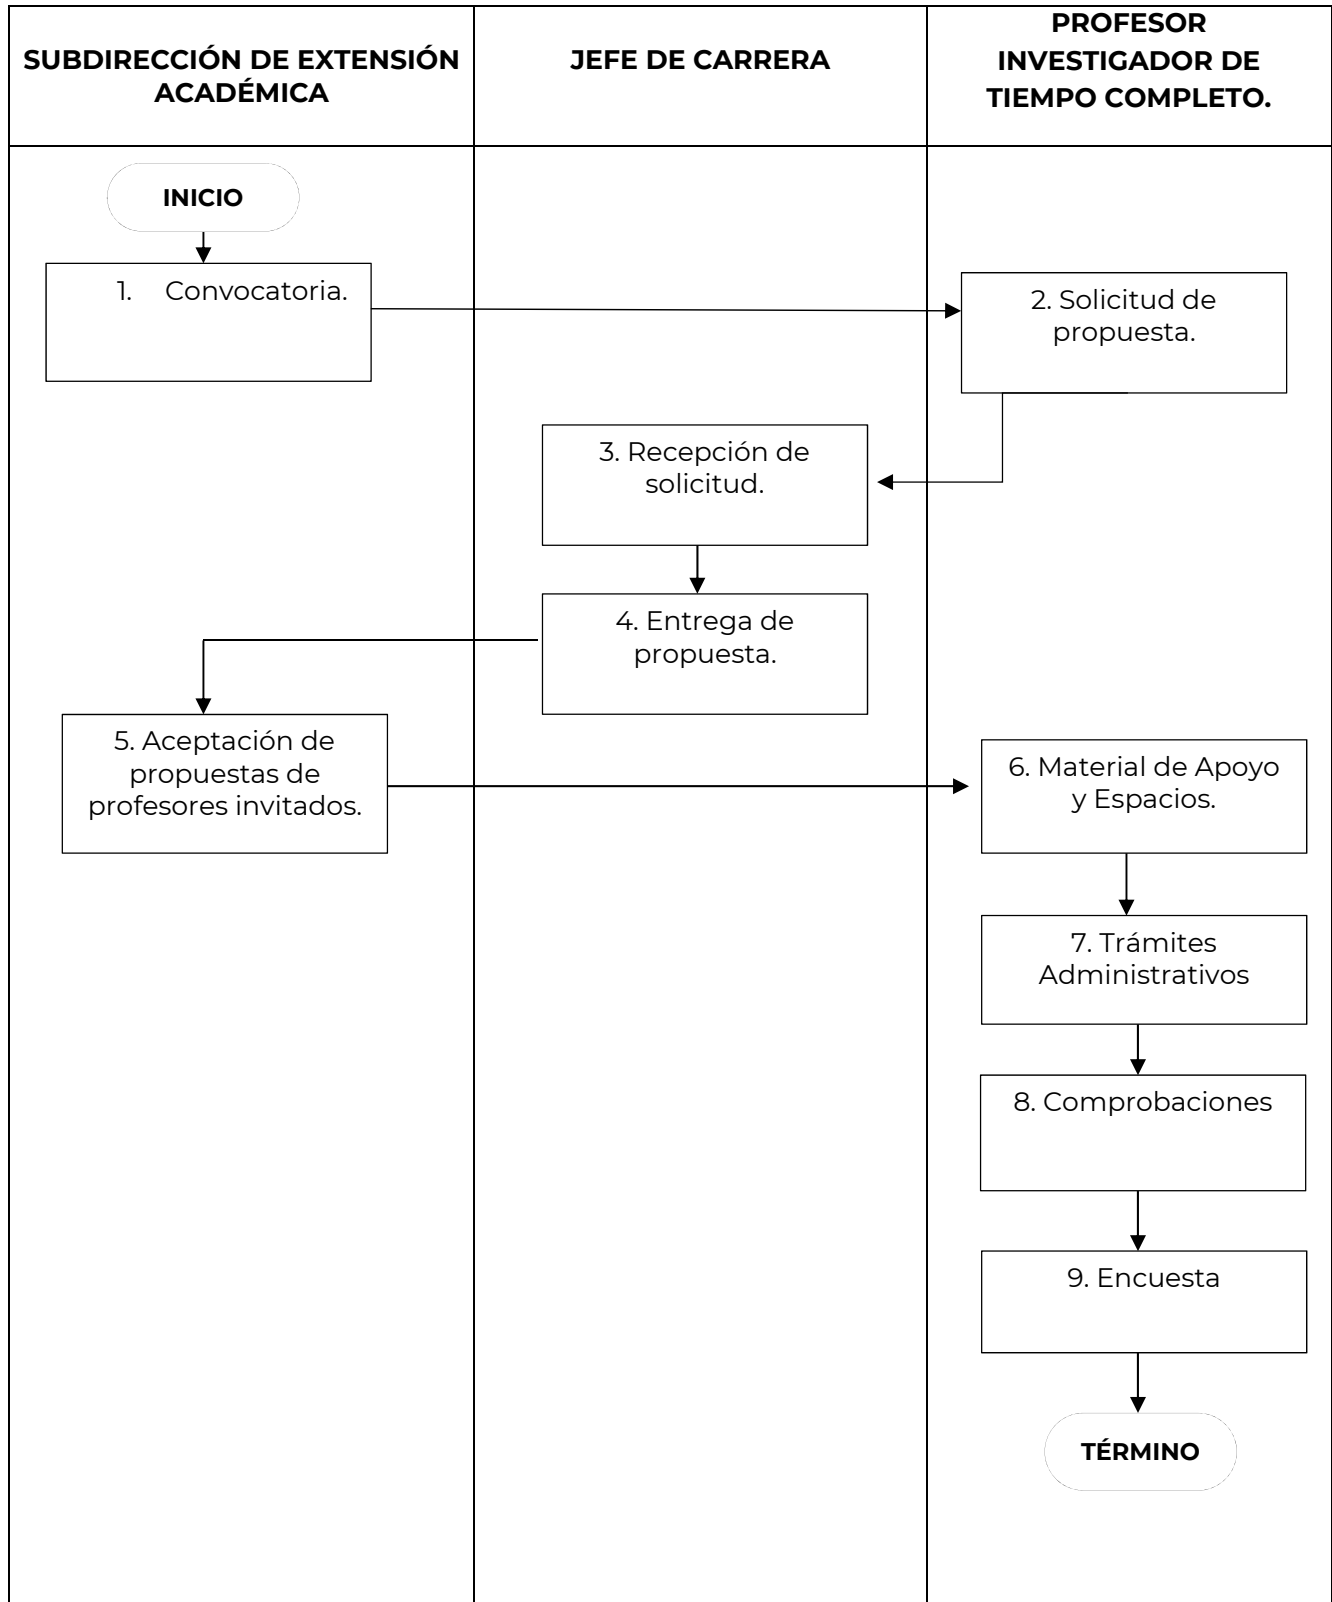 SUBDIRECCIÓN DE EXTENSIÓN
ACADÉMICA
JEFE DE CARRERA
PROFESOR
INVESTIGADOR DE
TIEMPO COMPLETO.
INICIO
1. Convocatoria.
2. Solicitud de
propuesta.
3. Recepción de
solicitud.
4. Entrega de
propuesta.
5. Aceptación de
propuestas de
profesores invitados.
6. Material de Apoyo
y Espacios.
7. Trámites
Administrativos
8. Comprobaciones
9. Encuesta
TÉRMINO